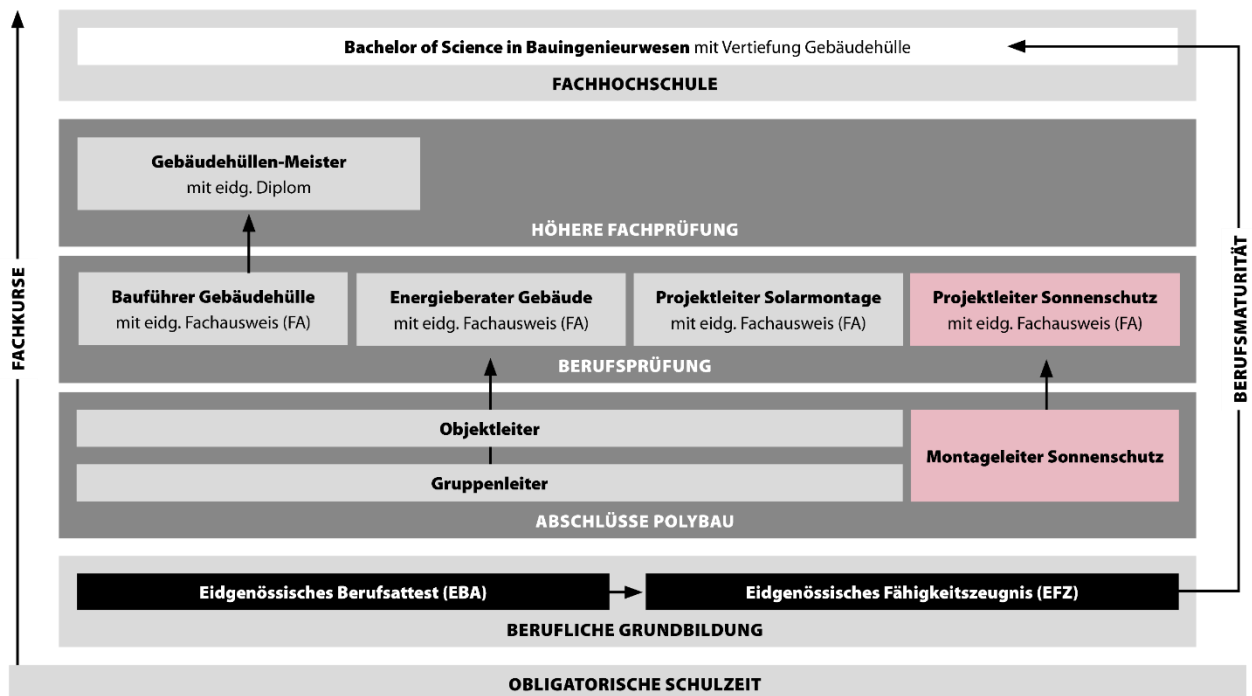 Bachelor of Science in Bauingenieurwesen mit Vertiefung Gebäudehülle
FACHHOCHSCHULE
Gebäudehüllen-Meister
mit eidg. Diplom
HÖHERE FACHPRÜFUNG
Bauführer Gebäudehülle
mit eidg. Fachausweis (FA)
Energieberater Gebäude
mit eidg. Fachausweis (FA)
Projektleiter Solarmontage
mit eidg. Fachausweis (FA)
Projektleiter Sonnenschutz
mit eidg. Fachausweis (FA)
BERUFSPRÜFUNG
Objektleiter
Gruppenleiter
Montageleiter Sonnenschutz
ABSCHLÜSSE POLYBAU
Eidgenössisches Berufsattest (EBA)
Eidgenössisches Fähigkeitszeugnis (EFZ)
BERUFLICHE GRUNDBILDUNG
OBLIGATORISCHE SCHULZEIT
FACHKURSE
BERUFSMATURITÄT